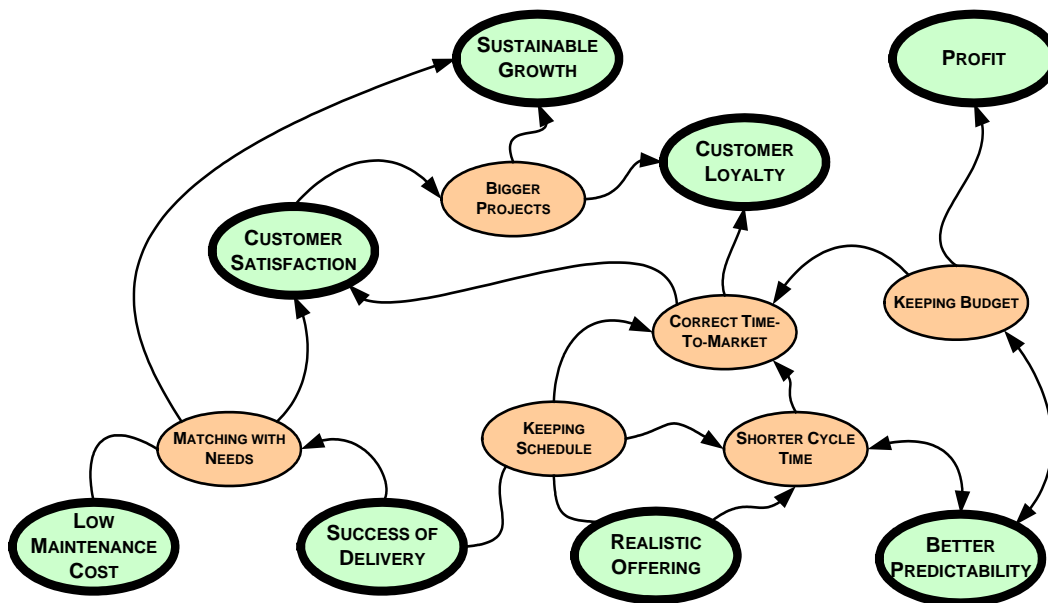 SUSTAINABLE
GROWTH
PROFIT
CUSTOMER
LOYALTY
BIGGER
PROJECTS
CUSTOMER
SATISFACTION
KEEPING BUDGET
CORRECT TIME-
TO-MARKET
MATCHING WITH
NEEDS
KEEPING
SCHEDULE
SHORTER CYCLE
TIME
LOW
MAINTENANCE
COST
SUCCESS OF
DELIVERY
REALISTIC
OFFERING
BETTER
PREDICTABILITY